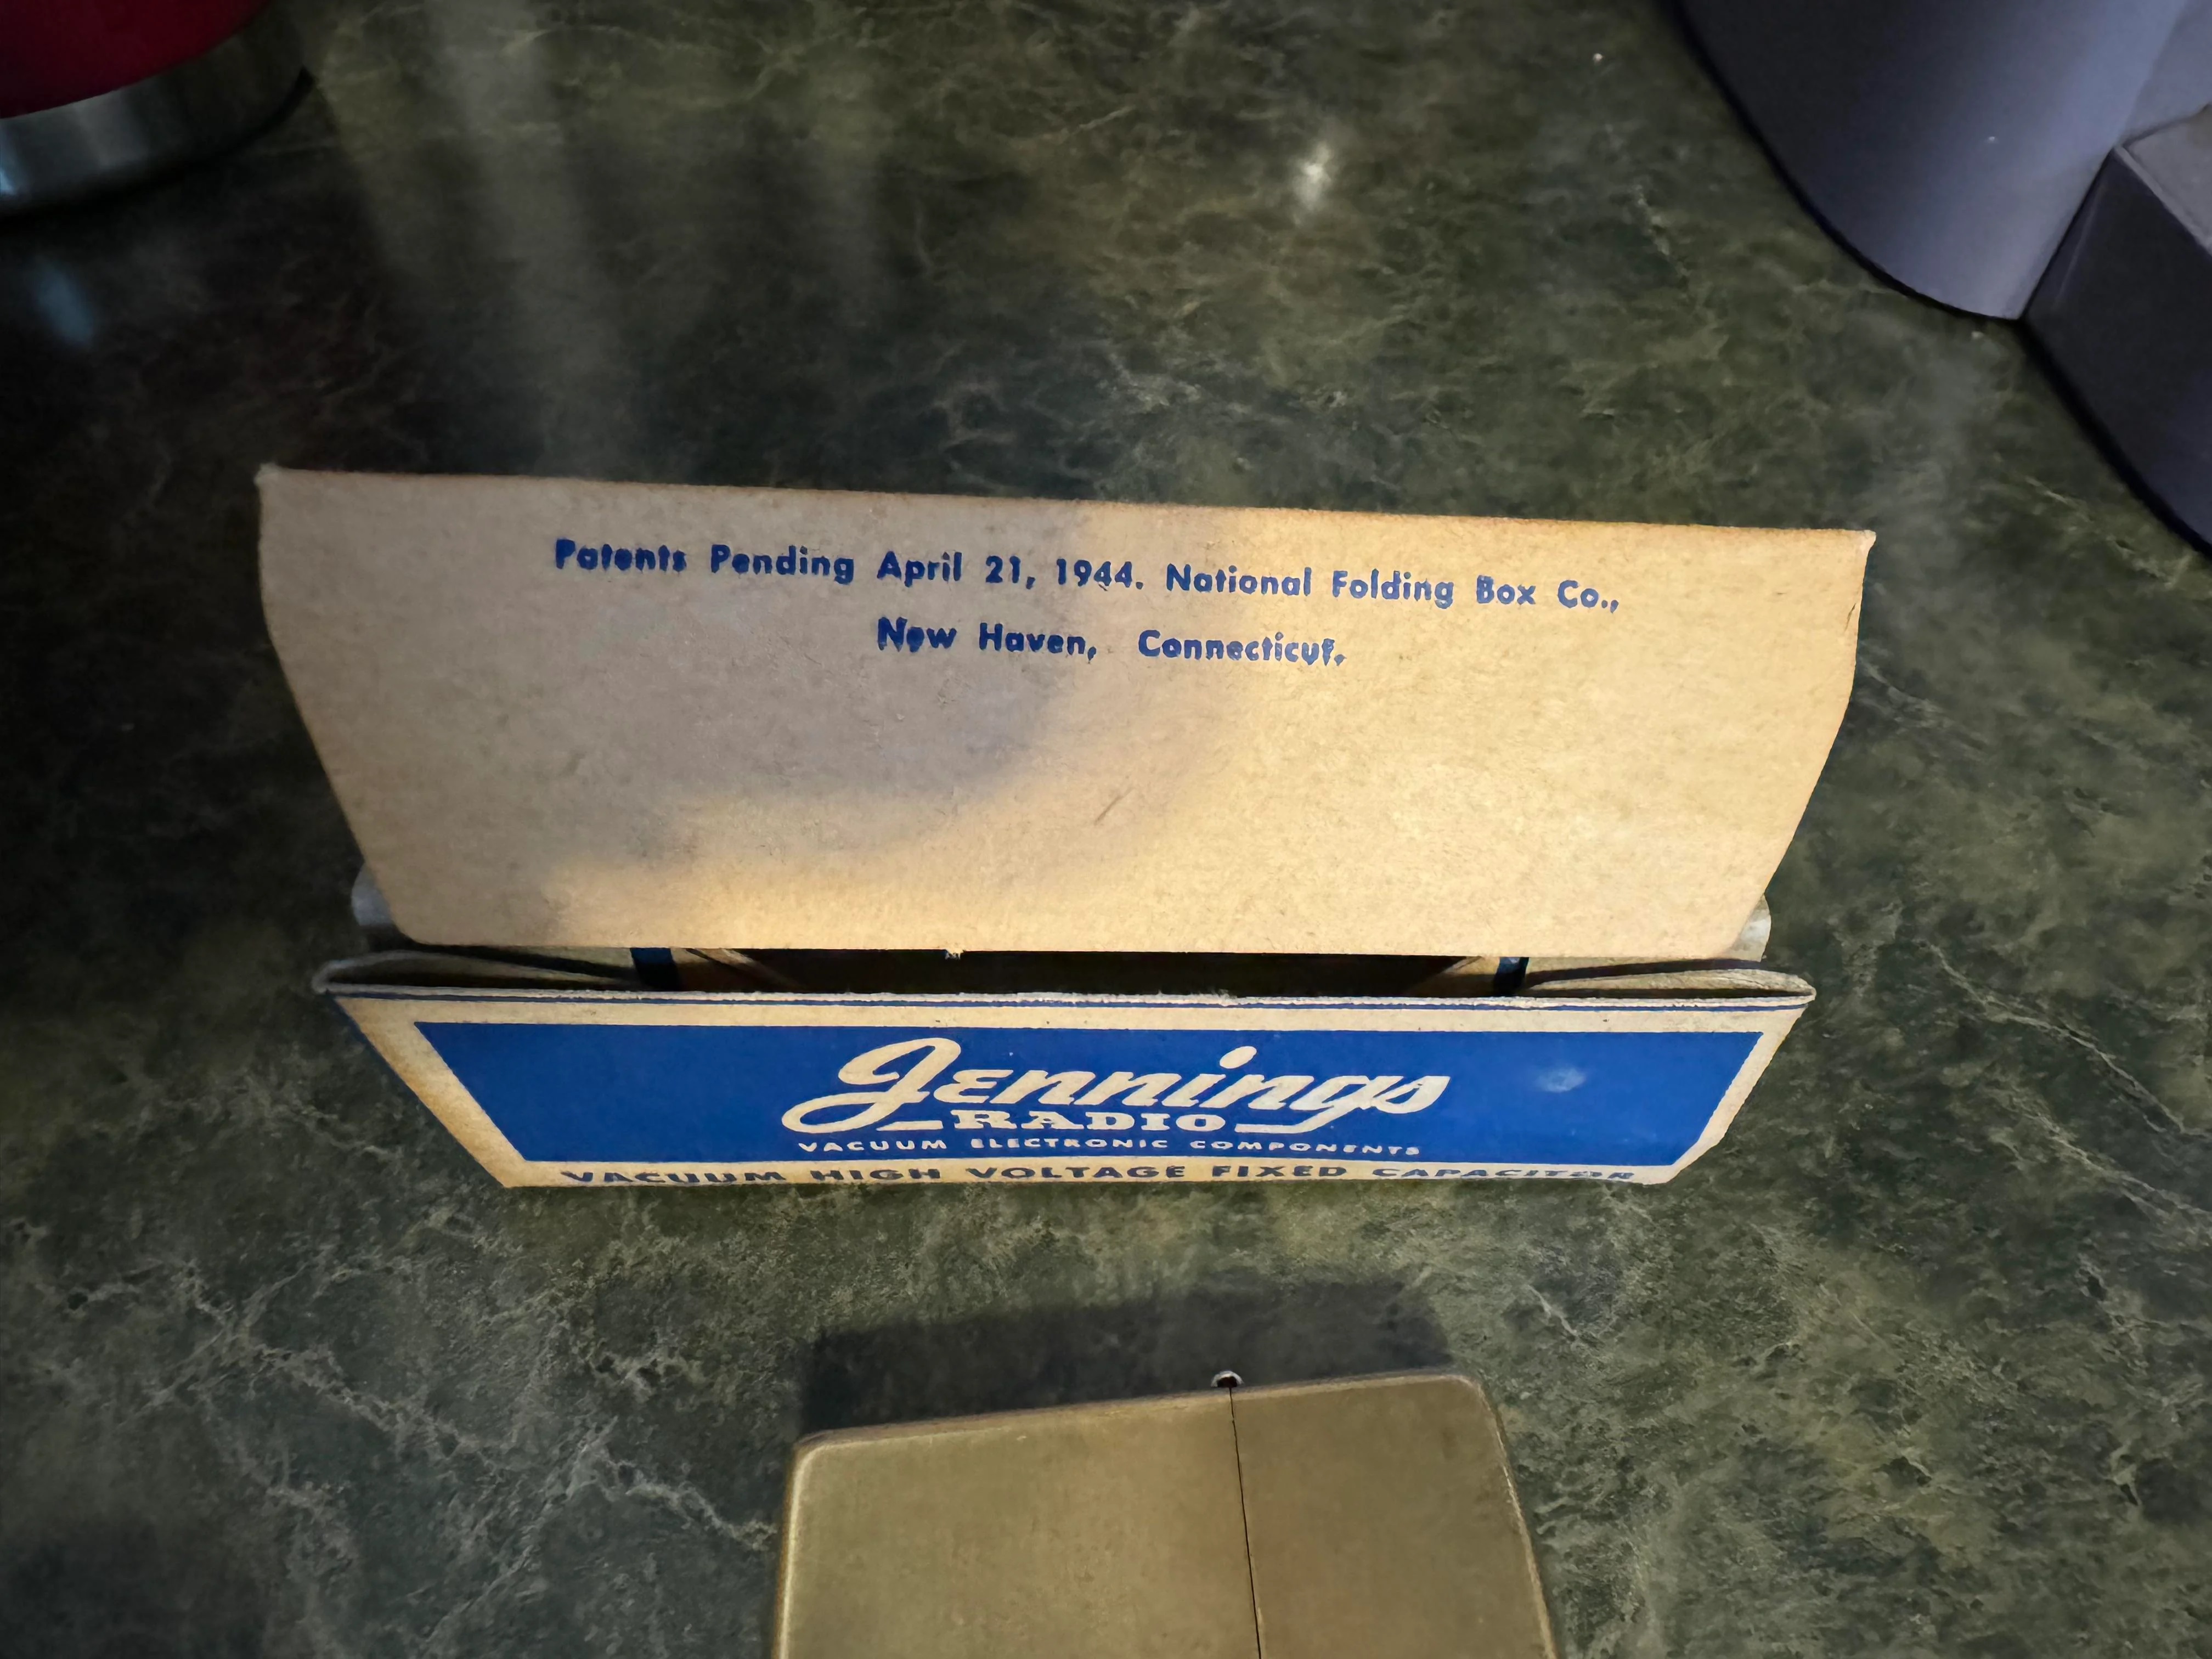 Patents Pending April 21, 1944. National Folding Box Co.,
New Haven, Connecticut.
Jennings
RADIO
VACUUM ELECTRONIC COMPONENTS
VACUUM HIGH VOLTAGE FIXED CAPACITOR